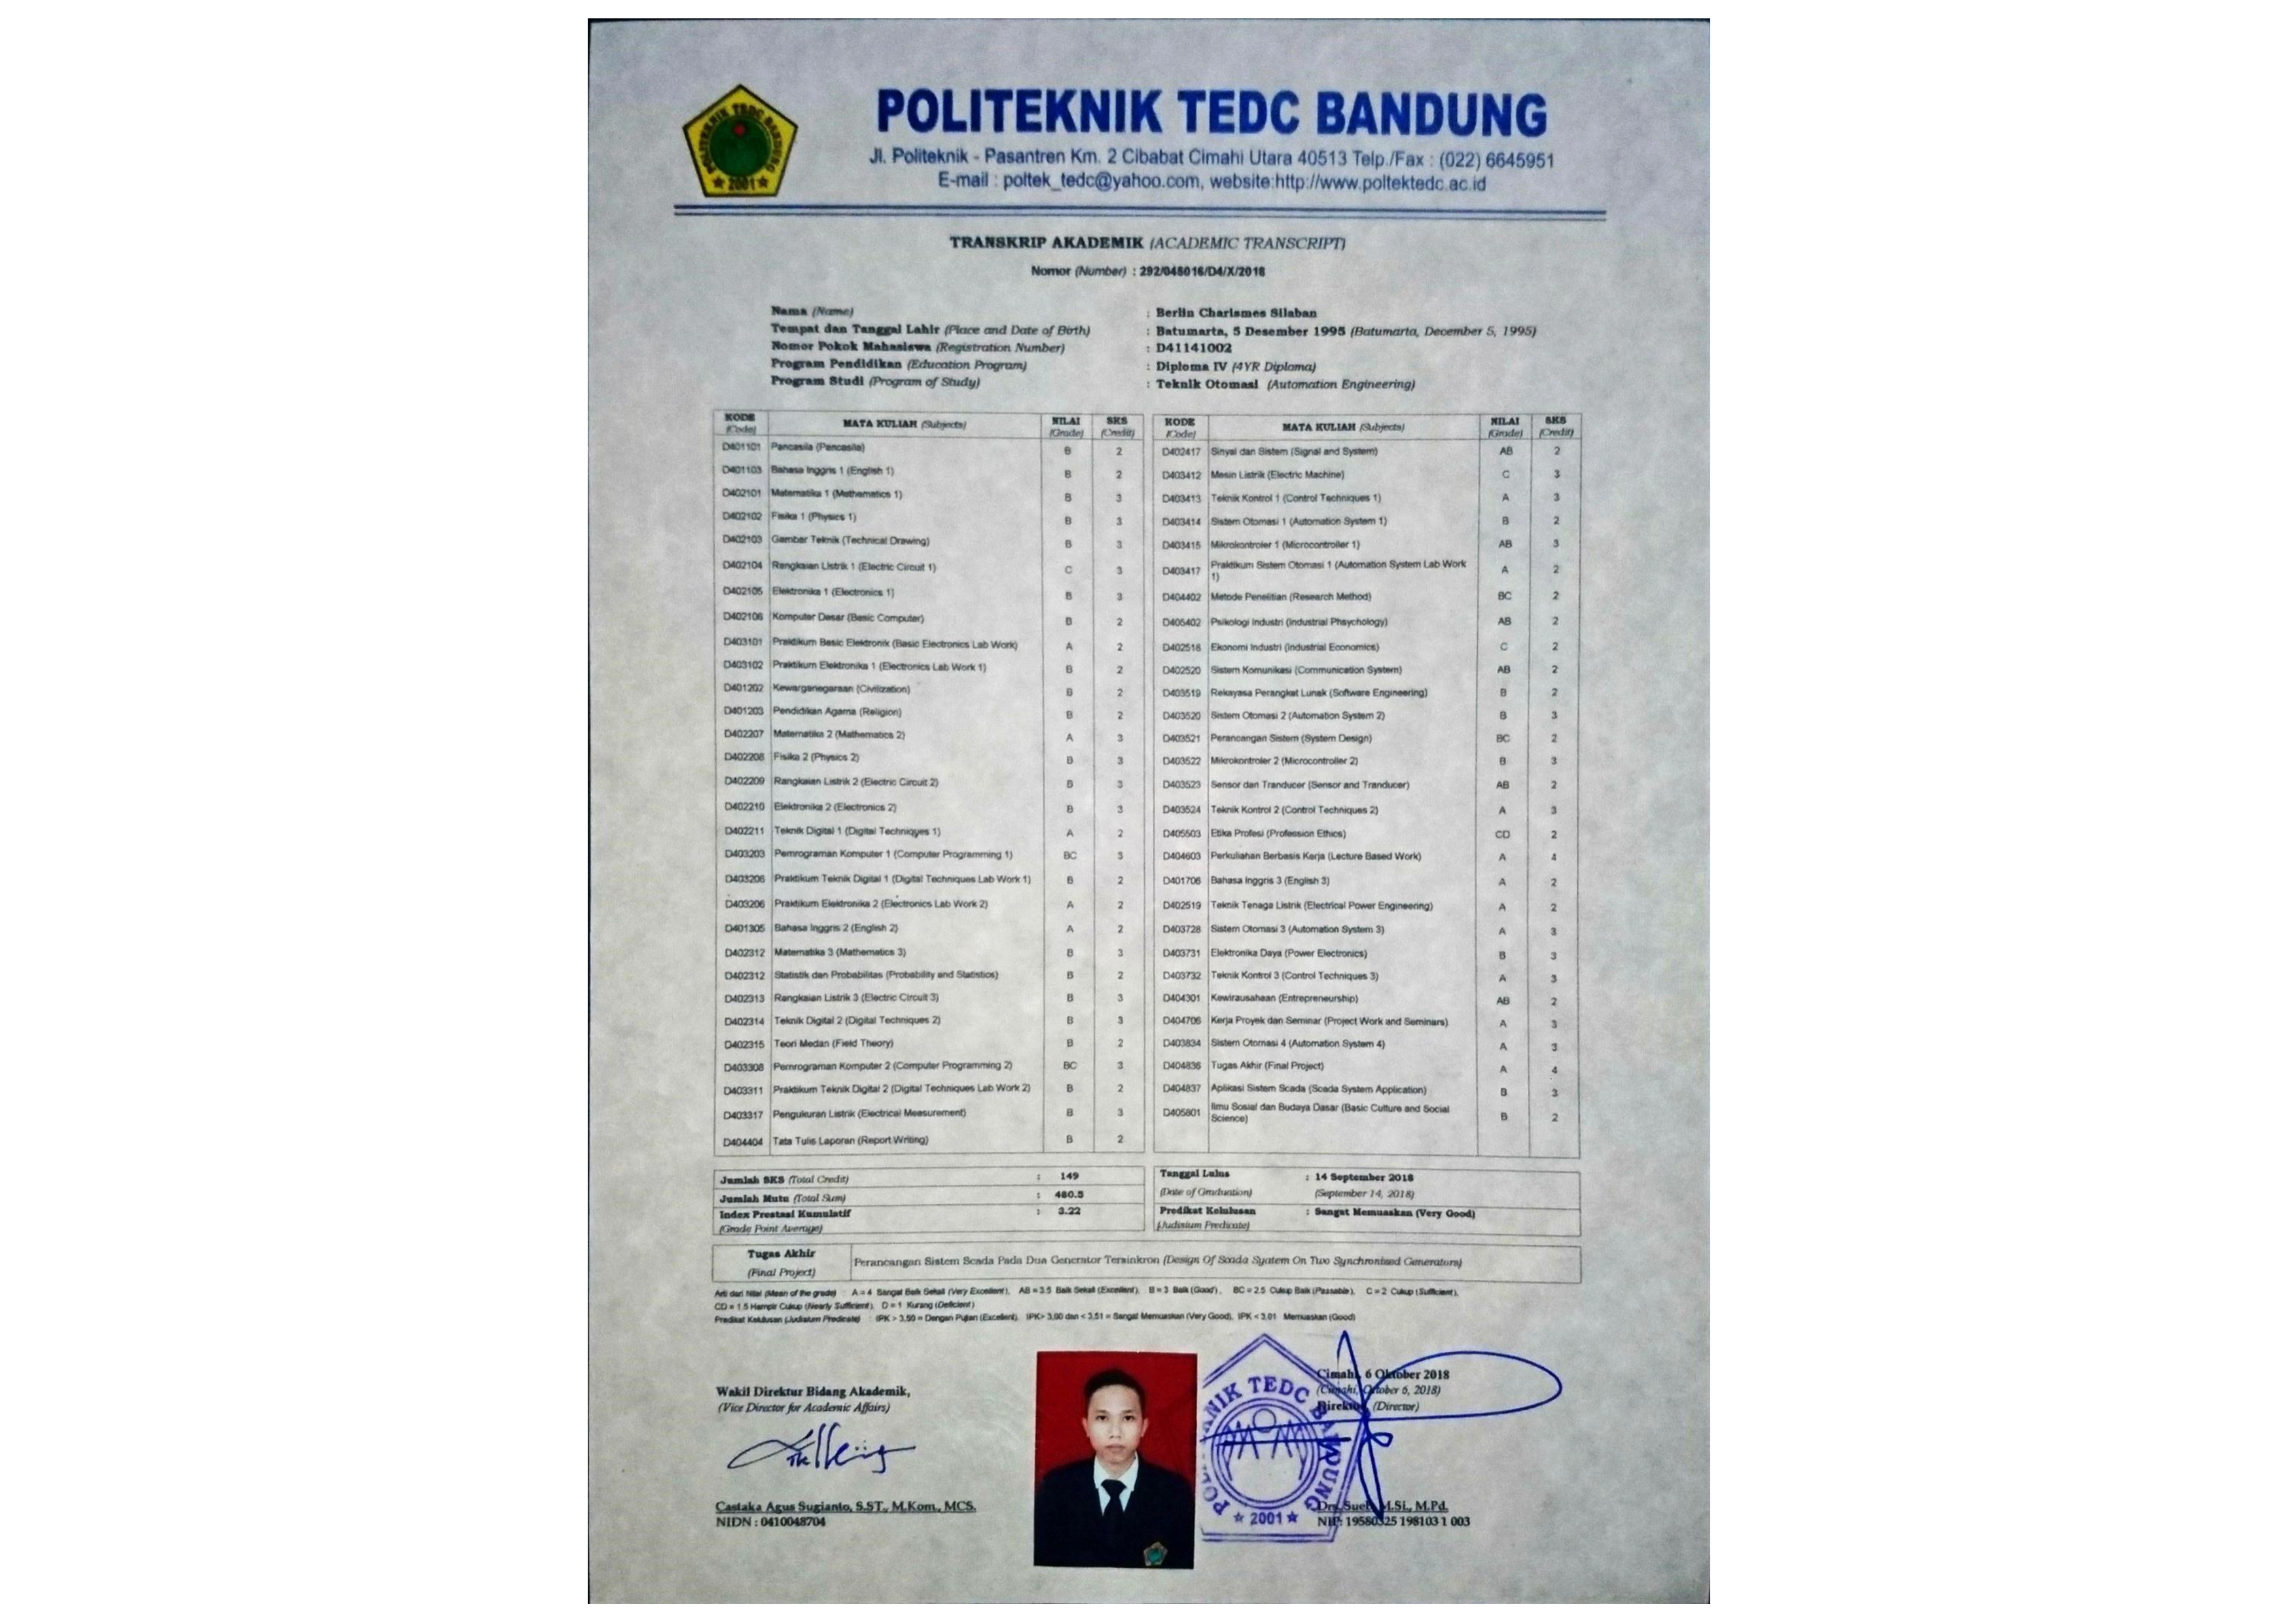 POLITEKNIK TEDC BANDUNG
★ 2001 ★
POLITEKNIK TEDC BANDUNG
Jl. Politeknik - Pasantren Km. 2 Cibabat Cimahi Utara 40513 Telp./Fax : (022) 6645951
E-mail : poltek_tedc@yahoo.com, website:http://www.poltektedc.ac.id
TRANSKRIP AKADEMIK (ACADEMIC TRANSCRIPT)
Nomor (Number) : 292/048016/D4/X/2018
Nama (Name) : Berlin Charismes Silaban
Tempat dan Tanggal Lahir (Place and Date of Birth) : Batumarta, 5 Desember 1995 (Batumarta, December 5, 1995)
Nomor Pokok Mahasiswa (Registration Number) : D41141002
Program Pendidikan (Education Program) : Diploma IV (4YR Diploma)
Program Studi (Program of Study) : Teknik Otomasi (Automation Engineering)
KODE (Code) MATA KULIAH (Subjects) NILAI (Grade) SKS (Credit)
D401101 Pancasila (Pancasila) B 2
D401103 Bahasa Inggris 1 (English 1) B 2
D402101 Matematika 1 (Mathematics 1) B 3
D402102 Fisika 1 (Physics 1) B 3
D402103 Gambar Teknik (Technical Drawing) B 3
D402104 Rangkaian Listrik 1 (Electric Circuit 1) C 3
D402105 Elektronika 1 (Electronics 1) B 3
D402106 Komputer Dasar (Basic Computer) B 2
D403101 Praktikum Basic Elektronik (Basic Electronics Lab Work) A 2
D403102 Praktikum Elektronika 1 (Electronics Lab Work 1) B 2
D401202 Kewarganegaraan (Civilization) B 2
D401203 Pendidikan Agama (Religion) B 2
D402207 Matematika 2 (Mathematics 2) A 3
D402208 Fisika 2 (Physics 2) B 3
D402209 Rangkaian Listrik 2 (Electric Circuit 2) B 3
D402210 Elektronika 2 (Electronics 2) B 3
D402211 Teknik Digital 1 (Digital Techniques 1) A 2
D403203 Pemrograman Komputer 1 (Computer Programming 1) BC 3
D403205 Praktikum Teknik Digital 1 (Digital Techniques Lab Work 1) B 2
D403206 Praktikum Elektronika 2 (Electronics Lab Work 2) A 2
D401305 Bahasa Inggris 2 (English 2) A 2
D402312 Matematika 3 (Mathematics 3) B 3
D402312 Statistik dan Probabilitas (Probability and Statistics) B 2
D402313 Rangkaian Listrik 3 (Electric Circuit 3) B 3
D402314 Teknik Digital 2 (Digital Techniques 2) B 3
D402315 Teori Medan (Field Theory) B 2
D403308 Pemrograman Komputer 2 (Computer Programming 2) BC 3
D403311 Praktikum Teknik Digital 2 (Digital Techniques Lab Work 2) B 2
D403317 Pengukuran Listrik (Electrical Measurement) B 3
D404404 Tata Tulis Laporan (Report Writing) B 2
KODE (Code) MATA KULIAH (Subjects) NILAI (Grade) SKS (Credit)
D402417 Sinyal dan Sistem (Signal and System) AB 2
D403412 Mesin Listrik (Electric Machine) C 3
D403413 Teknik Kontrol 1 (Control Techniques 1) A 3
D403414 Sistem Otomasi 1 (Automation System 1) B 2
D403415 Mikrokontroler 1 (Microcontroller 1) AB 3
D403417 Praktikum Sistem Otomasi 1 (Automation System Lab Work 1) A 2
D404402 Metode Penelitian (Research Method) BC 2
D405402 Psikologi Industri (Industrial Phsychology) AB 2
D402518 Ekonomi Industri (Industrial Economics) C 2
D402520 Sistem Komunikasi (Communication System) AB 2
D403519 Rekayasa Perangkat Lunak (Software Engineering) B 2
D403520 Sistem Otomasi 2 (Automation System 2) B 3
D403521 Perancangan Sistem (System Design) BC 2
D403522 Mikrokontroler 2 (Microcontroller 2) B 3
D403523 Sensor dan Tranducer (Sensor and Tranducer) AB 2
D403524 Teknik Kontrol 2 (Control Techniques 2) A 3
D405503 Etika Profesi (Profession Ethics) CD 2
D404603 Perkuliahan Berbasis Kerja (Lecture Based Work) A 4
D401706 Bahasa Inggris 3 (English 3) A 2
D402519 Teknik Tenaga Listrik (Electrical Power Engineering) A 2
D403728 Sistem Otomasi 3 (Automation System 3) A 3
D403731 Elektronika Daya (Power Electronics) B 3
D403732 Teknik Kontrol 3 (Control Techniques 3) A 3
D404301 Kewirausahaan (Entrepreneurship) AB 2
D404706 Kerja Proyek dan Seminar (Project Work and Seminars) A 3
D403834 Sistem Otomasi 4 (Automation System 4) A 3
D404836 Tugas Akhir (Final Project) A 4
D404837 Aplikasi Sistem Scada (Scada System Application) B 3
D405801 Ilmu Sosial dan Budaya Dasar (Basic Culture and Social Science) B 2
Jumlah SKS (Total Credit) : 149
Jumlah Mutu (Total Sum) : 480.5
Index Prestasi Kumulatif : 3.22
(Grade Point Average)
Tanggal Lulus : 14 September 2018
(Date of Graduation) (September 14, 2018)
Predikat Kelulusan : Sangat Memuaskan (Very Good)
(Judisium Predicate)
Tugas Akhir
(Final Project)
Perancangan Sistem Scada Pada Dua Generator Tersinkron (Design Of Scada System On Two Synchronized Generators)
Arti dari Nilai (Mean of the grade) : A = 4 Sangat Baik Sekali (Very Excellent), AB = 3.5 Baik Sekali (Excellent), B = 3 Baik (Good), BC = 2.5 Cukup Baik (Passable), C = 2 Cukup (Sufficient),
CD = 1.5 Hampir Cukup (Nearly Sufficient), D = 1 Kurang (Deficient)
Predikat Kelulusan (Judisium Predicate) : IPK > 3,50 = Dengan Pujian (Excellent), IPK> 3,00 dan < 3,51 = Sangat Memuaskan (Very Good), IPK < 3,01 Memuaskan (Good)
Wakil Direktur Bidang Akademik,
(Vice Director for Academic Affairs)
Castaka Agus Sugianto, S.ST., M.Kom., MCS.
NIDN : 0410048704
Cimahi, 6 Oktober 2018
(Cimahi, October 6, 2018)
Direktur (Director)
TEDC BANDUNG
★ 2001 ★
Drs. M.Si., M.Pd.
NIP: 19580325 198103 1 003